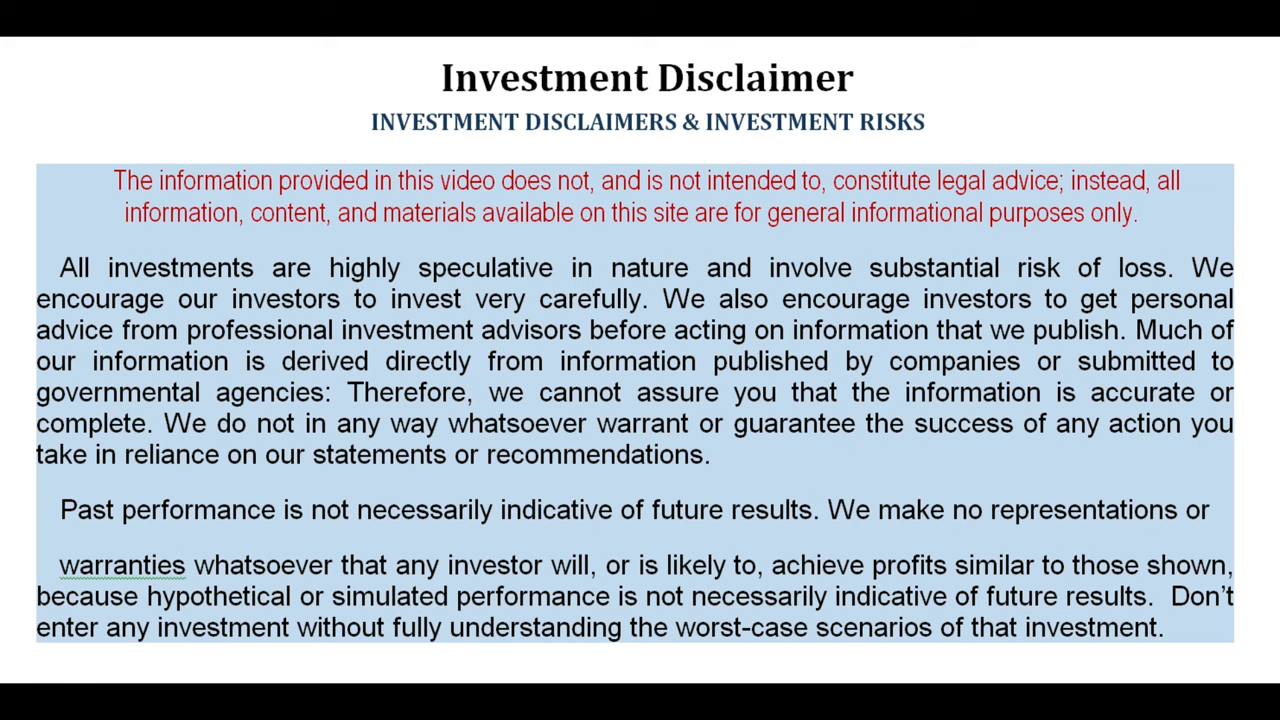 Investment Disclaimer
INVESTMENT DISCLAIMERS & INVESTMENT RISKS
The information provided in this video does not, and is not intended to, constitute legal advice; instead, all
information, content, and materials available on this site are for general informational purposes only.
All investments are highly speculative in nature and involve substantial risk of loss. We
encourage our investors to invest very carefully. We also encourage investors to get personal
advice from professional investment advisors before acting on information that we publish. Much of
our information is derived directly from information published by companies or submitted to
governmental agencies: Therefore, we cannot assure you that the information is accurate or
complete. We do not in any way whatsoever warrant or guarantee the success of any action you
take in reliance on our statements or recommendations.
Past performance is not necessarily indicative of future results. We make no representations or
warranties whatsoever that any investor will, or is likely to, achieve profits similar to those shown,
because hypothetical or simulated performance is not necessarily indicative of future results.  Don’t
enter any investment without fully understanding the worst-case scenarios of that investment.